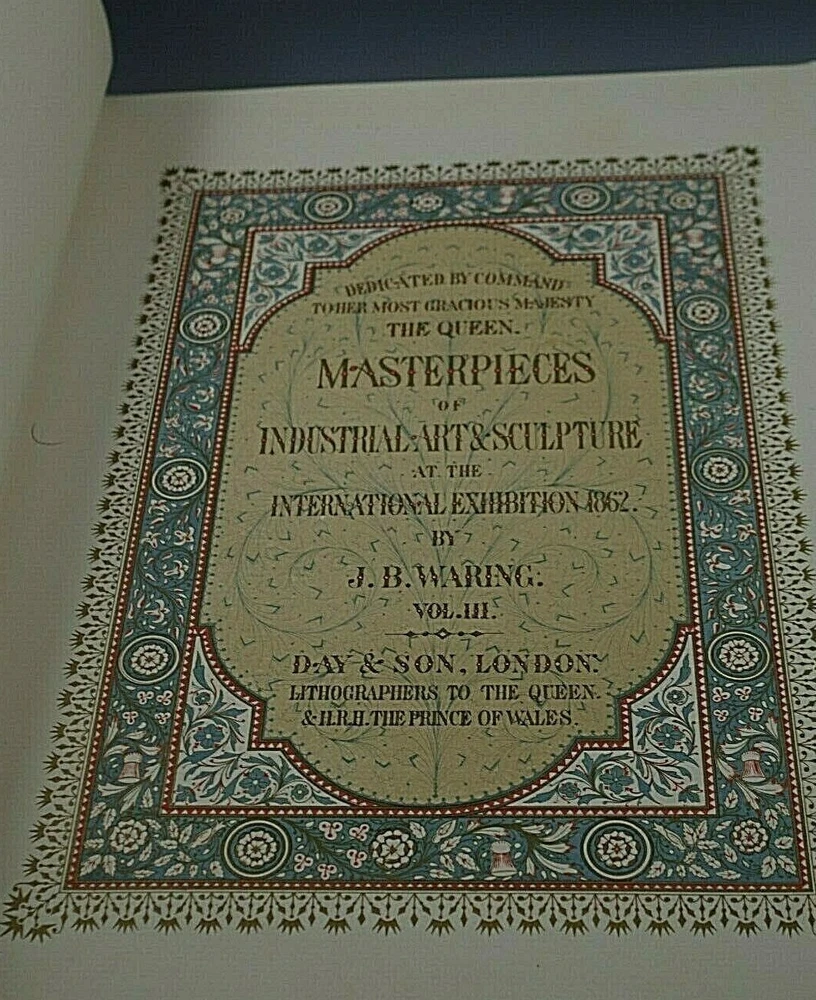 DEDICATED BY COMMAND
TO HER MOST GRACIOUS MAJESTY
THE QUEEN.
MASTERPIECES
OF
INDUSTRIAL ART & SCULPTURE
AT THE
INTERNATIONAL EXHIBITION 1862.
BY
J. B. WARING.
VOL. III.
DAY & SON, LONDON.
LITHOGRAPHERS TO THE QUEEN.
& H.R.H. THE PRINCE OF WALES.